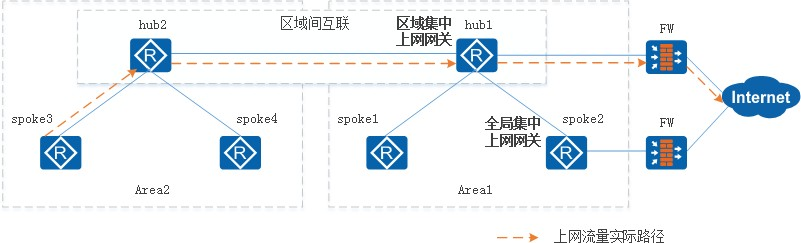 区域间互联
hub2
区域集中
上网网关
hub1
FW
R
R
Internet
spoke3
spoke4
spoke1
全局集中
上网网关
spoke2
FW
R
R
R
R
Area2
Area1
上网流量实际路径